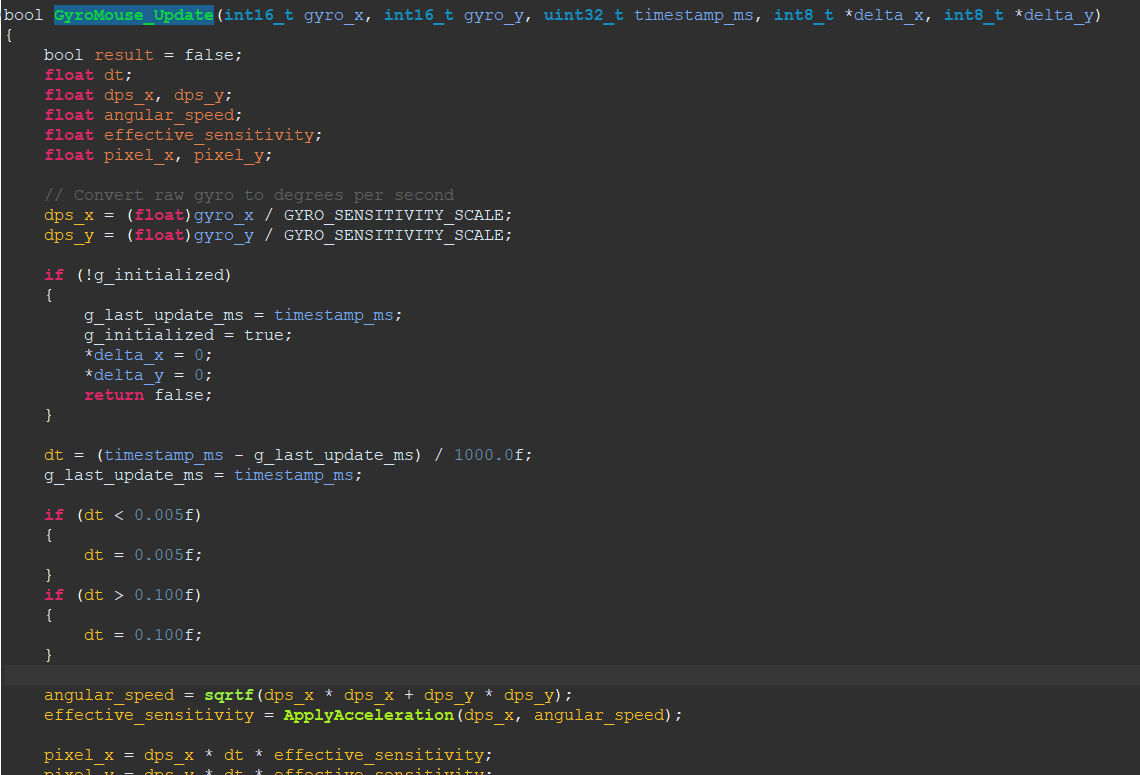 bool GyroMouse_Update(int16_t gyro_x, int16_t gyro_y, uint32_t timestamp_ms, int8_t *delta_x, int8_t *delta_y)
{
    bool result = false;
    float dt;
    float dps_x, dps_y;
    float angular_speed;
    float effective_sensitivity;
    float pixel_x, pixel_y;

    // Convert raw gyro to degrees per second
    dps_x = (float)gyro_x / GYRO_SENSITIVITY_SCALE;
    dps_y = (float)gyro_y / GYRO_SENSITIVITY_SCALE;

    if (!g_initialized)
    {
        g_last_update_ms = timestamp_ms;
        g_initialized = true;
        *delta_x = 0;
        *delta_y = 0;
        return false;
    }

    dt = (timestamp_ms - g_last_update_ms) / 1000.0f;
    g_last_update_ms = timestamp_ms;

    if (dt < 0.005f)
    {
        dt = 0.005f;
    }
    if (dt > 0.100f)
    {
        dt = 0.100f;
    }

    angular_speed = sqrtf(dps_x * dps_x + dps_y * dps_y);
    effective_sensitivity = ApplyAcceleration(dps_x, angular_speed);

    pixel_x = dps_x * dt * effective_sensitivity;
    pixel_y = dps_y * dt * effective_sensitivity;